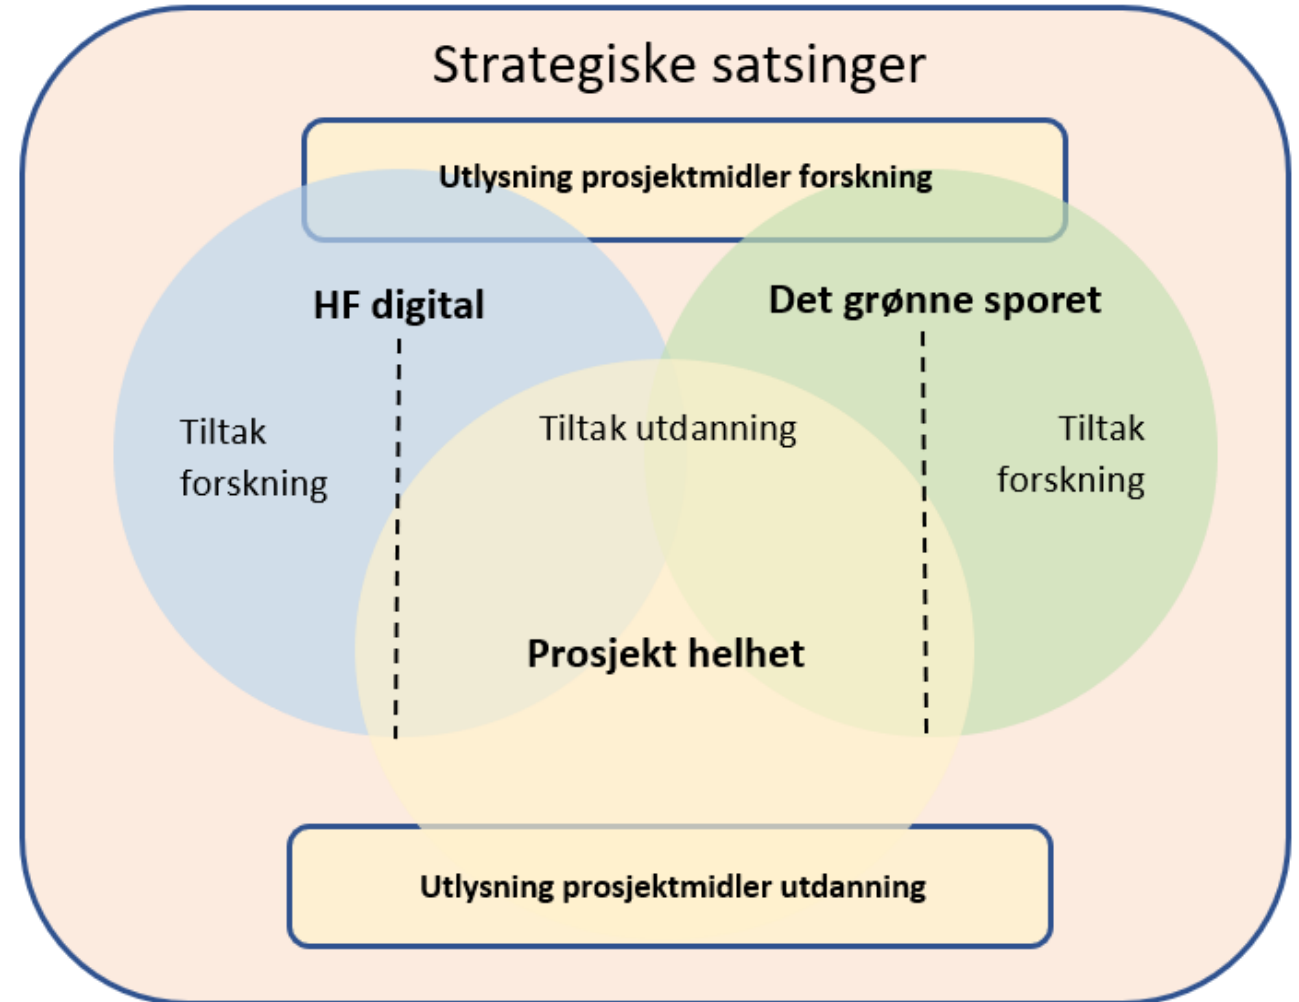 Strategiske satsinger
Utlysning prosjektmidler forskning
HF digital
Det grønne sporet
Tiltak
forskning
Tiltak utdanning
Tiltak
forskning
Prosjekt helhet
Utlysning prosjektmidler utdanning